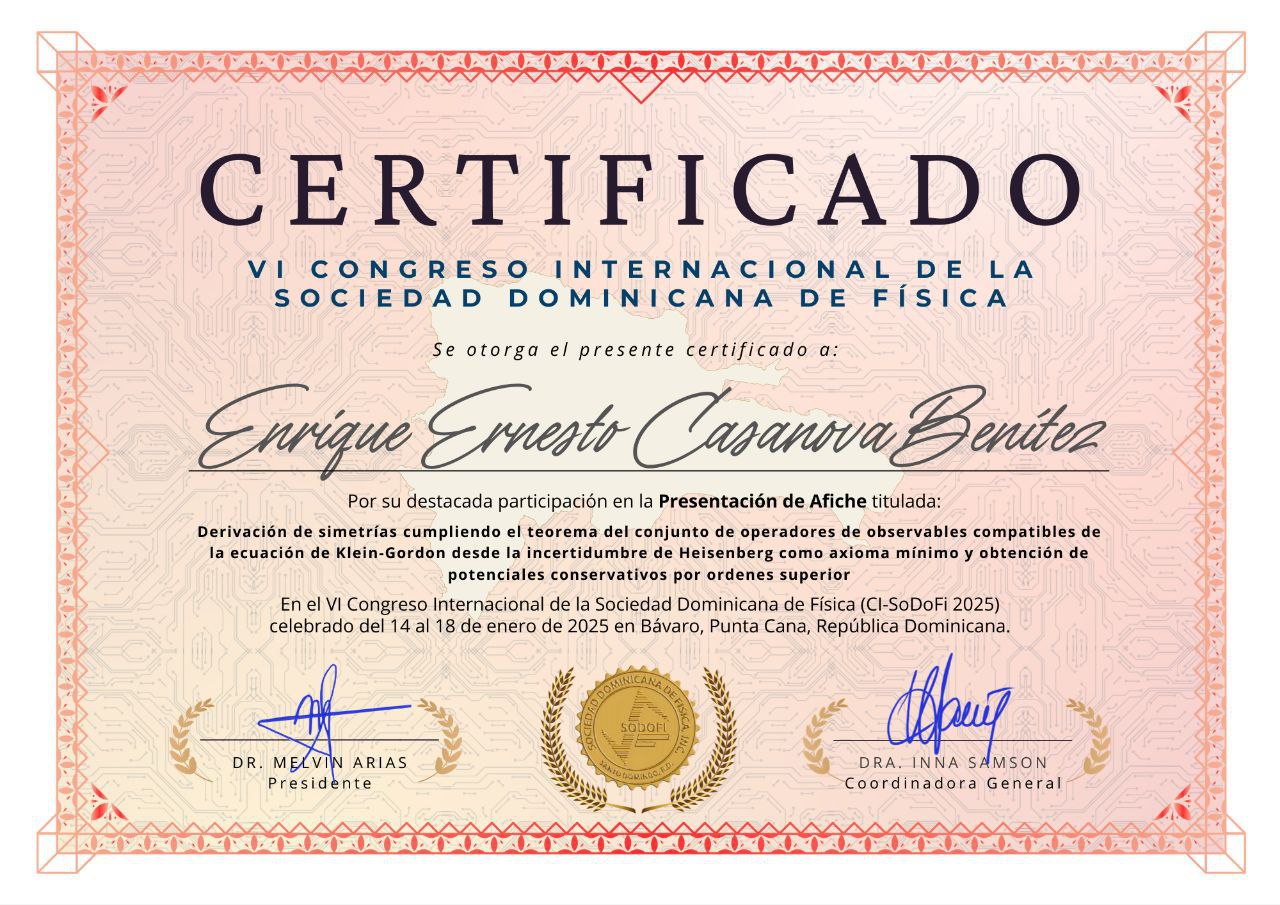 CERTIFICADO
VI CONGRESO INTERNACIONAL DE LA
SOCIEDAD DOMINICANA DE FÍSICA
Se otorga el presente certificado a:
Enrique Ernesto Casanova Benítez
Por su destacada participación en la Presentación de Afiche titulada:
Derivación de simetrías cumpliendo el teorema del conjunto de operadores de observables compatibles de
la ecuación de Klein-Gordon desde la incertidumbre de Heisenberg como axioma mínimo y obtención de
potenciales conservativos por ordenes superior
En el VI Congreso Internacional de la Sociedad Dominicana de Física (CI-SoDoFi 2025)
celebrado del 14 al 18 de enero de 2025 en Bávaro, Punta Cana, República Dominicana.
SOCIEDAD DOMINICANA DE FISICA, INC.
SODOFI
SANTO DOMINGO, R.D.
DR. MELVIN ARIAS
Presidente
DRA. INNA SAMSON
Coordinadora General